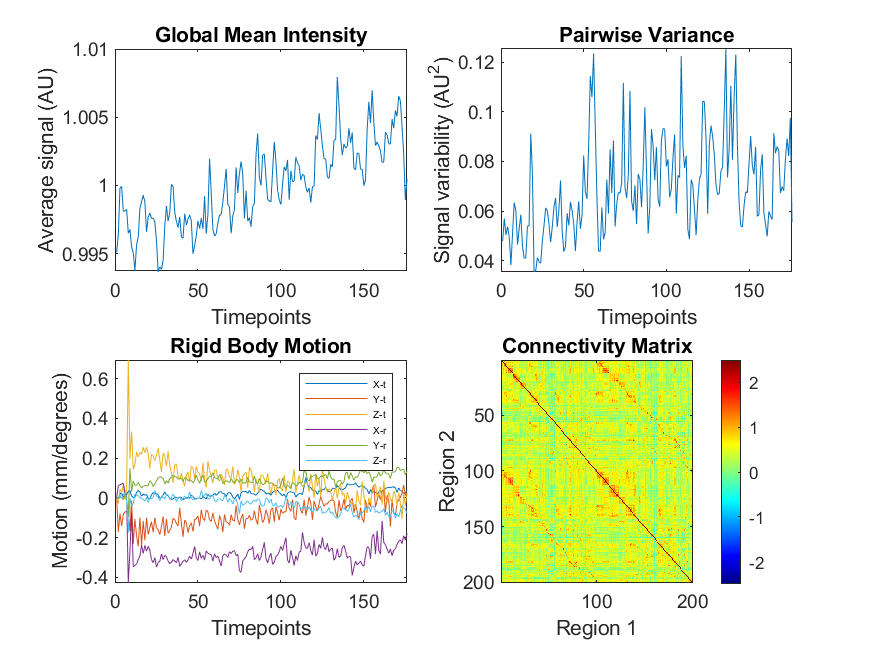 Global Mean Intensity
1.01
1.005
1
0.995
Average signal (AU)
0
50
100
150
Timepoints
Pairwise Variance
0.12
0.1
0.08
0.06
0.04
Signal variability (AU²)
0
50
100
150
Timepoints
Rigid Body Motion
0.6
0.4
0.2
0
-0.2
-0.4
Motion (mm/degrees)
X-t
Y-t
Z-t
X-r
Y-r
Z-r
0
50
100
150
Timepoints
Connectivity Matrix
50
100
150
200
Region 2
100
200
Region 1
2
1
0
-1
-2